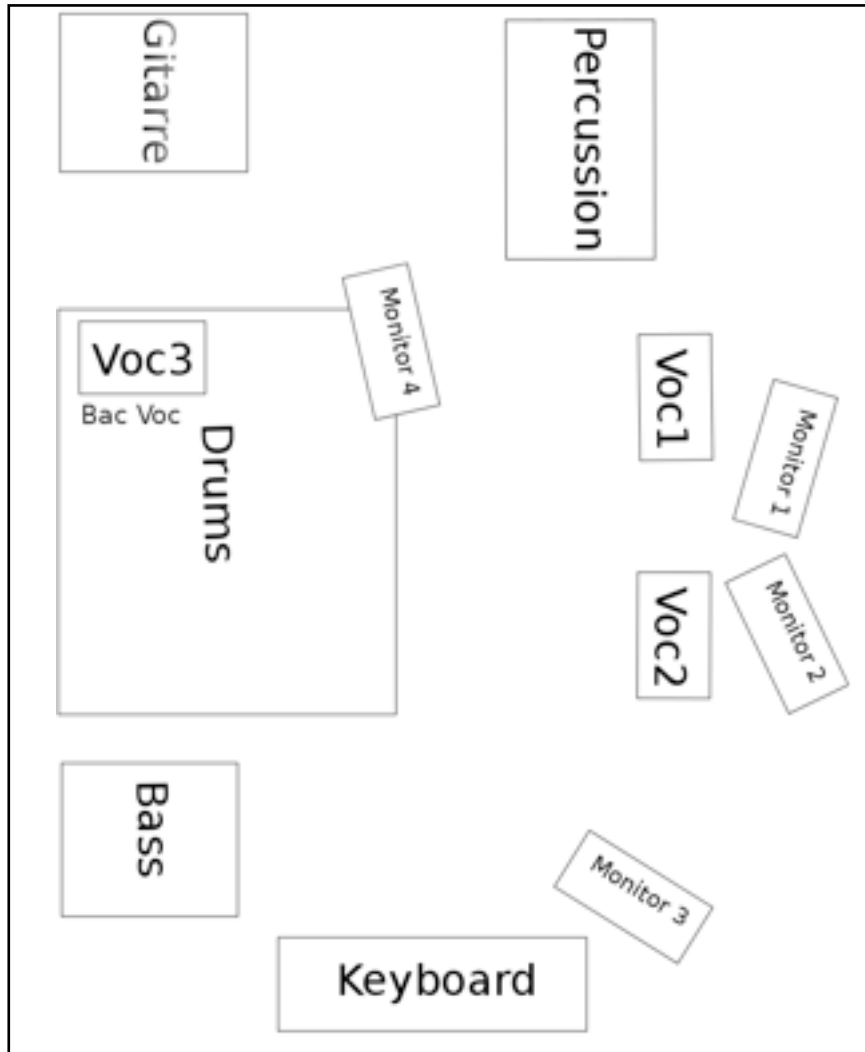 Gitarre
Percussion
Monitor 4
Voc3
Bac Voc
Drums
Voc1
Monitor 1
Voc2
Monitor 2
Bass
Monitor 3
Keyboard